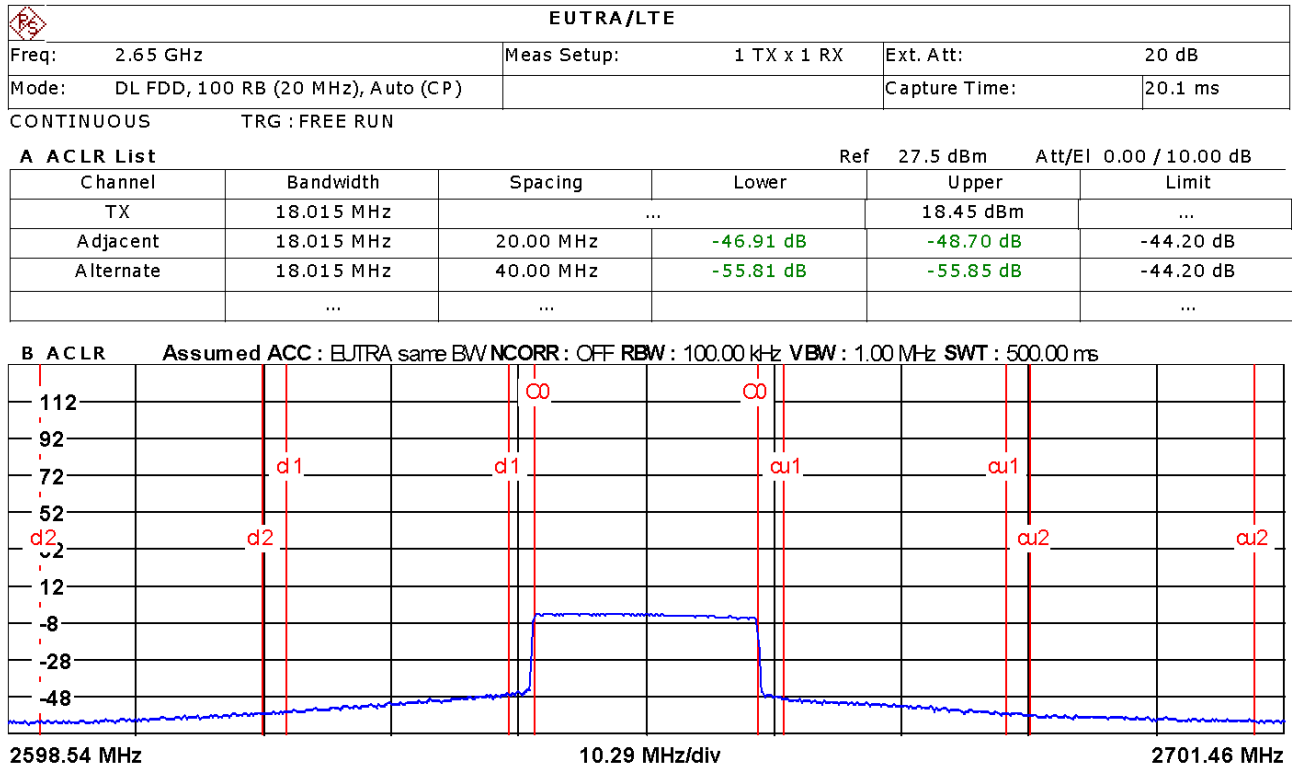 R&S
EUTRA/LTE
Freq: 2.65 GHz Meas Setup: 1 TX x 1 RX Ext. Att: 20 dB
Mode: DL FDD, 100 RB (20 MHz), Auto (CP) Capture Time: 20.1 ms
CONTINUOUS TRG : FREE RUN
A ACLR List Ref 27.5 dBm Att/El 0.00 / 10.00 dB
Channel Bandwidth Spacing Lower Upper Limit
TX 18.015 MHz ... 18.45 dBm ...
Adjacent 18.015 MHz 20.00 MHz -46.91 dB -48.70 dB -44.20 dB
Alternate 18.015 MHz 40.00 MHz -55.81 dB -55.85 dB -44.20 dB
... ... ...
B ACLR Assumed ACC : EUTRA same BW NCORR : OFF RBW : 100.00 kHz VBW : 1.00 MHz SWT : 500.00 ms
C0 C0
112
92
cl1 cl1 cu1 cu1
72
52
cl2 cl2 cu2 cu2
32
12
-8
-28
-48
2598.54 MHz 10.29 MHz/div 2701.46 MHz